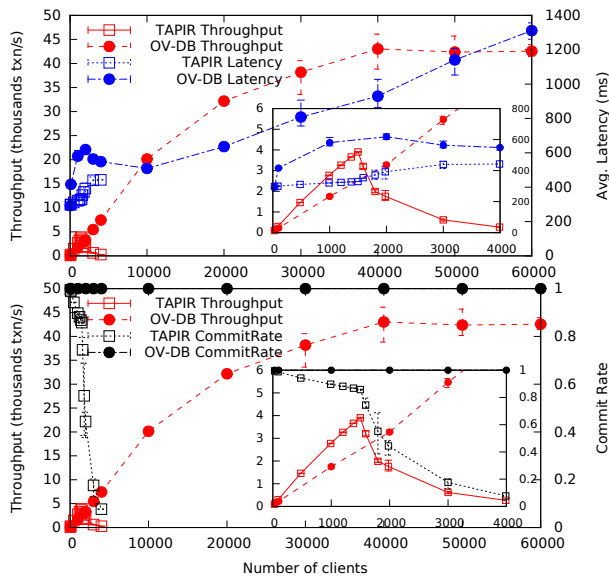 TAPIR Throughput
OV-DB Throughput
TAPIR Latency
OV-DB Latency
Throughput (thousands txn/s)
Avg. Latency (ms)
0 5 10 15 20 25 30 35 40 45 50
0 200 400 600 800 1000 1200 1400
0 10000 20000 30000 40000 50000 60000
0 1 2 3 4 5 6
0 200 400 600 800
0 1000 2000 3000 4000
TAPIR Throughput
OV-DB Throughput
TAPIR CommitRate
OV-DB CommitRate
Throughput (thousands txn/s)
Commit Rate
0 5 10 15 20 25 30 35 40 45 50
0 0.2 0.4 0.6 0.8 1
0 1 2 3 4 5 6
0 0.2 0.4 0.6 0.8 1
0 1000 2000 3000 4000
0 10000 20000 30000 40000 50000 60000
Number of clients